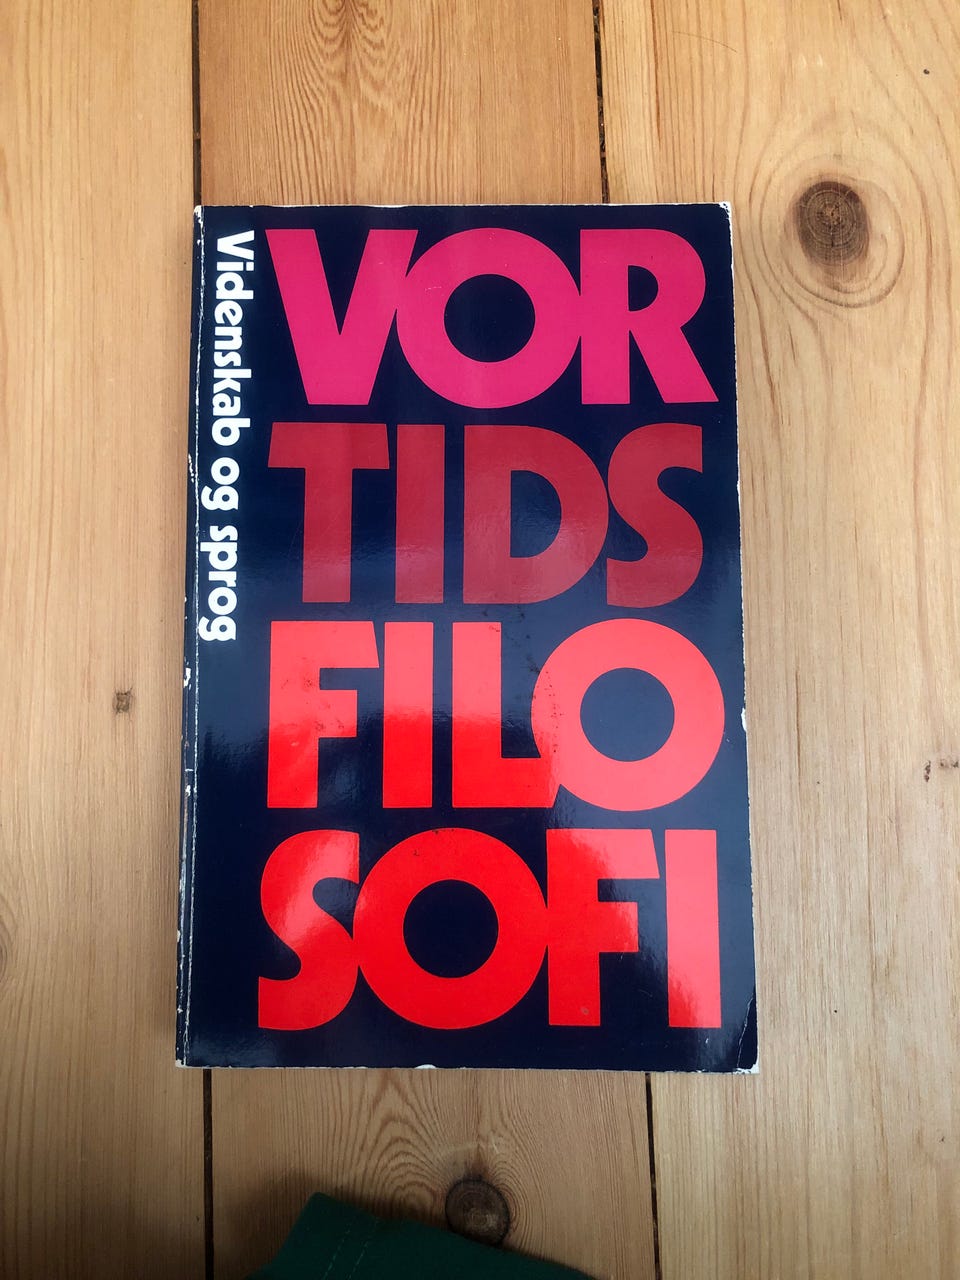 Videnskab og sprog
VOR
TIDS
FILO
SOFI